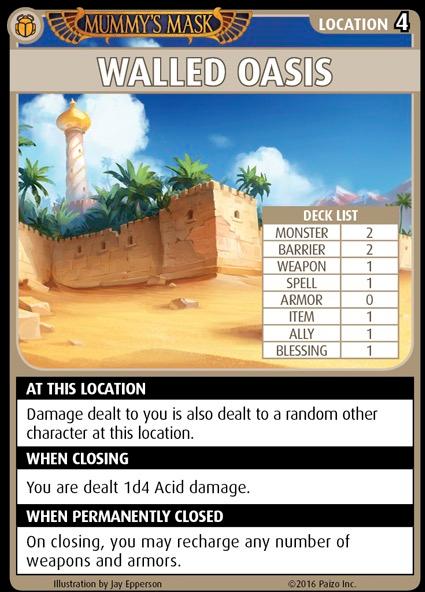 MUMMY'S MASK
LOCATION 4
WALLED OASIS
DECK LIST
MONSTER 2
BARRIER 2
WEAPON 1
SPELL 1
ARMOR 0
ITEM 1
ALLY 1
BLESSING 1
AT THIS LOCATION
Damage dealt to you is also dealt to a random other
character at this location.
WHEN CLOSING
You are dealt 1d4 Acid damage.
WHEN PERMANENTLY CLOSED
On closing, you may recharge any number of
weapons and armors.
Illustration by Jay Epperson ©2016 Paizo Inc.